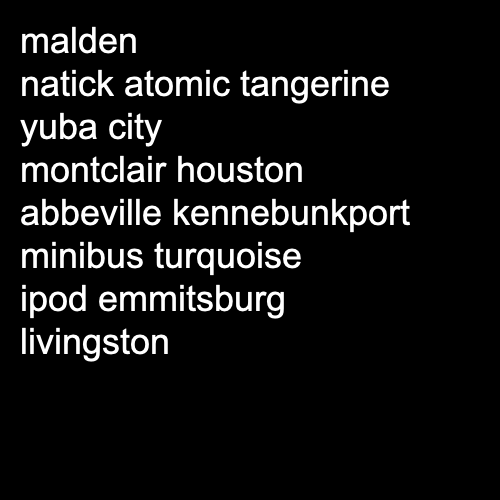 malden
natick atomic tangerine
yuba city
montclair houston
abbeville kennebunkport
minibus turquoise
ipod emmitsburg
livingston